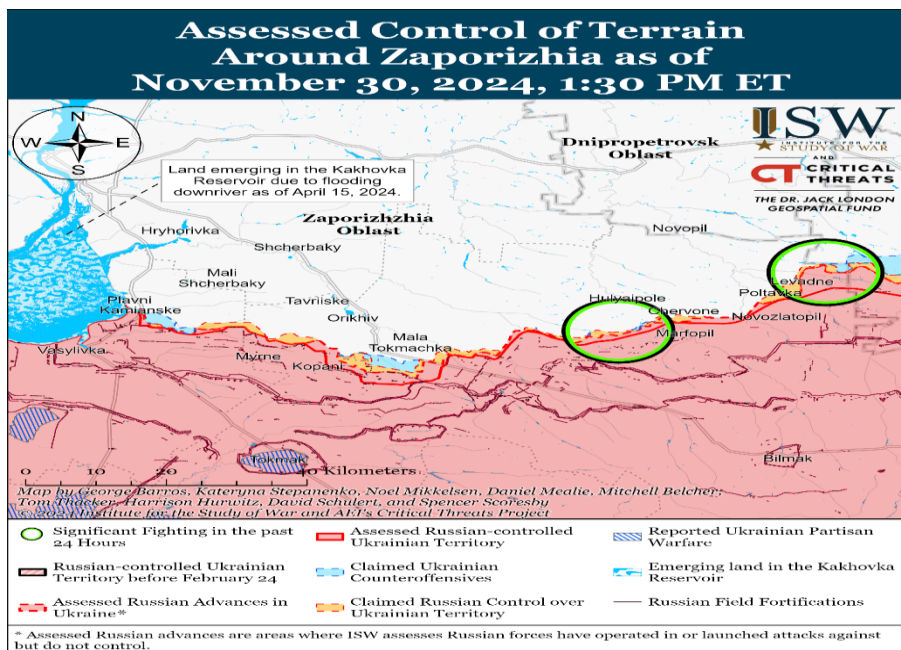 Assessed Control of Terrain
Around Zaporizhia as of
November 30, 2024, 1:30 PM ET
N
W E
S
ISW
INSTITUTE FOR THE
STUDY OF WAR
AND
CT CRITICAL
THREATS
THE DR. JACK LONDON
GEOSPATIAL FUND
Dnipropetrovsk
Oblast
Land emerging in the Kakhovka
Reservoir due to flooding
downriver as of April 15, 2024.
Zaporizhzhia
Oblast
Hryhorivka
Shcherbaky
Novopil
Mali
Shcherbaky
Levadne
Plavni
Kamianske
Tavriiske
Hulyaipole
Poltavka
Orikhiv
Chervone
Novozlatopil
Marfopil
Mala
Tokmachka
Vasylivka
Myrne
Kopani
Tokmak
Bilmak
0 10 20 40 Kilometers
Map by George Barros, Kateryna Stepanenko, Noel Mikkelsen, Daniel Mealie, Mitchell Belcher,
Tom Thacker, Harrison Hurwitz, David Schulert, and Spencer Scoresby
© 2024 Institute for the Study of War and AEI's Critical Threats Project
Significant Fighting in the past
24 Hours
Assessed Russian-controlled
Ukrainian Territory
Reported Ukrainian Partisan
Warfare
Russian-controlled Ukrainian
Territory before February 24
Claimed Ukrainian
Counteroffensives
Emerging land in the Kakhovka
Reservoir
Assessed Russian Advances in
Ukraine*
Claimed Russian Control over
Ukrainian Territory
Russian Field Fortifications
* Assessed Russian advances are areas where ISW assesses Russian forces have operated in or launched attacks against
but do not control.